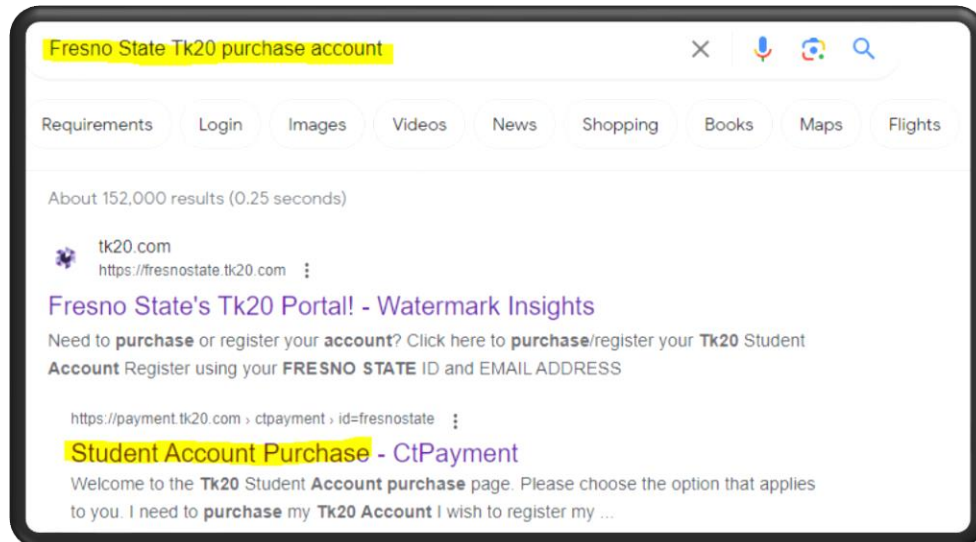 Fresno State Tk20 purchase account
Requirements Login Images Videos News Shopping Books Maps Flights
About 152,000 results (0.25 seconds)
tk20.com
https://fresnostate.tk20.com
Fresno State's Tk20 Portal! - Watermark Insights
Need to purchase or register your account? Click here to purchase/register your Tk20 Student
Account Register using your FRESNO STATE ID and EMAIL ADDRESS
https://payment.tk20.com › ctpayment › id=fresnostate
Student Account Purchase - CtPayment
Welcome to the Tk20 Student Account purchase page. Please choose the option that applies
to you. I need to purchase my Tk20 Account I wish to register my ...